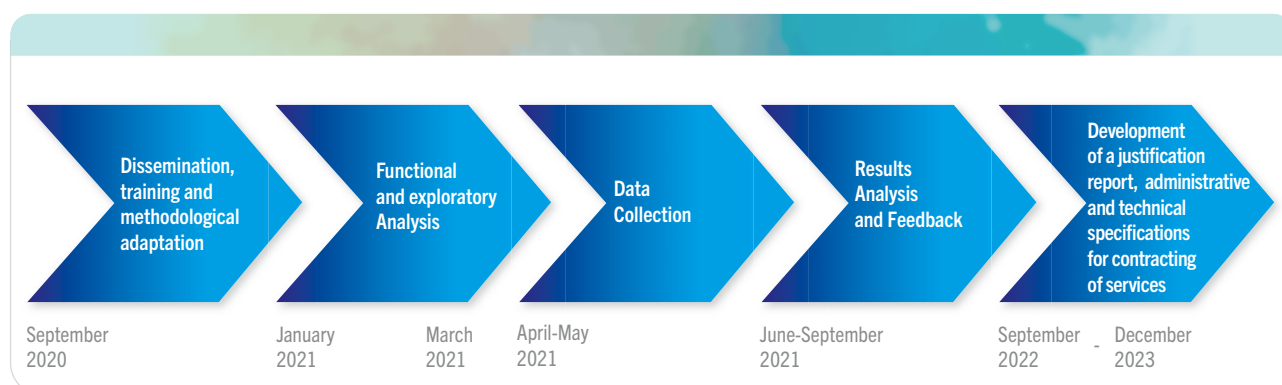 Dissemination,
training and
methodological
adaptation
Functional
and exploratory
Analysis
Data
Collection
Results
Analysis
and Feedback
Development
of a justification
report, administrative
and technical
specifications
for contracting
of services
September
2020
January
2021
March
2021
April-May
2021
June-September
2021
September
2022
-
December
2023